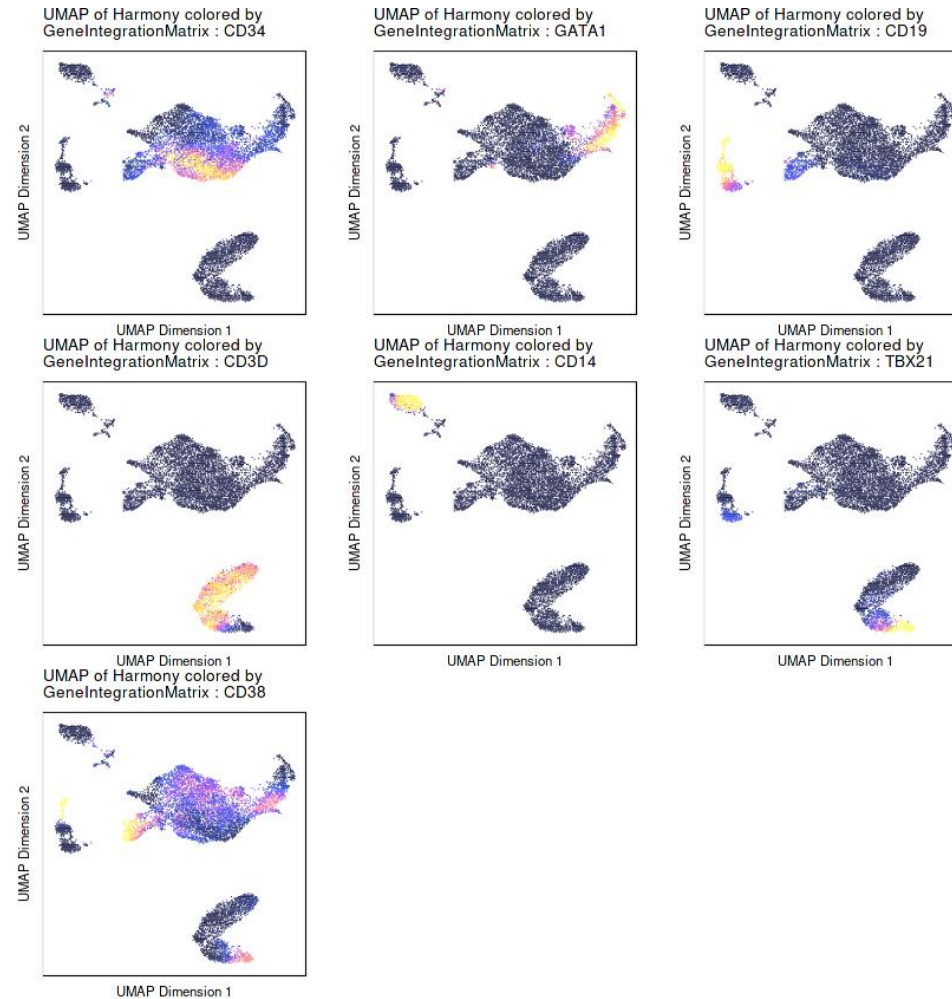 UMAP of Harmony colored by
GeneIntegrationMatrix : CD34
UMAP Dimension 2
UMAP Dimension 1
UMAP of Harmony colored by
GeneIntegrationMatrix : GATA1
UMAP Dimension 2
UMAP Dimension 1
UMAP of Harmony colored by
GeneIntegrationMatrix : CD19
UMAP Dimension 2
UMAP Dimension 1
UMAP of Harmony colored by
GeneIntegrationMatrix : CD3D
UMAP Dimension 2
UMAP Dimension 1
UMAP of Harmony colored by
GeneIntegrationMatrix : CD14
UMAP Dimension 2
UMAP Dimension 1
UMAP of Harmony colored by
GeneIntegrationMatrix : TBX21
UMAP Dimension 2
UMAP Dimension 1
UMAP of Harmony colored by
GeneIntegrationMatrix : CD38
UMAP Dimension 2
UMAP Dimension 1